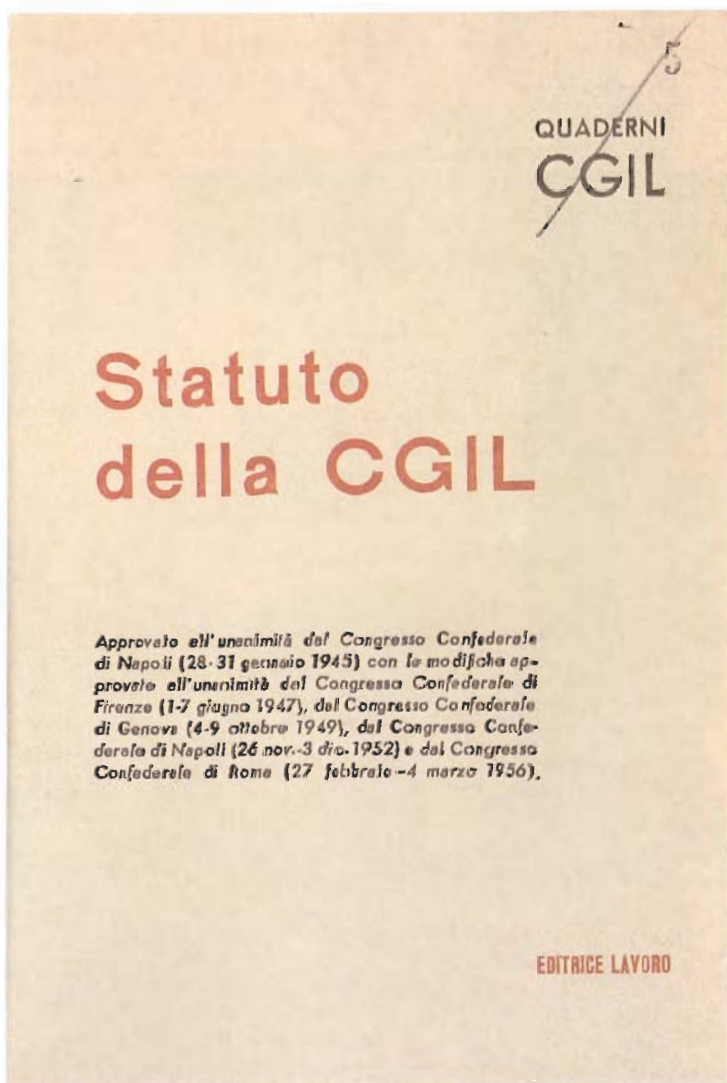 5
QUADERNI
CGIL
Statuto
della CGIL
Approvato all'unanimità dal Congresso Confederale
di Napoli (28-31 gennaio 1945) con le modifiche ap-
provate all'unanimità dal Congresso Confederale di
Firenze (1-7 giugno 1947), dal Congresso Confederale
di Genova (4-9 ottobre 1949), dal Congresso Confe-
derale di Napoli (26 nov.-3 dic. 1952) e dal Congresso
Confederale di Roma (27 febbraio-4 marzo 1956).
EDITRICE LAVORO